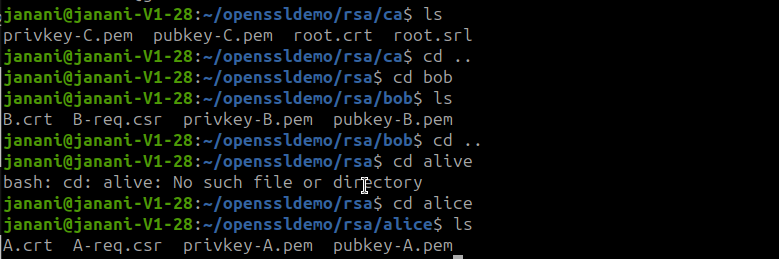 janani@janani-V1-28:~/openssldemo/rsa/ca$ ls
privkey-C.pem  pubkey-C.pem  root.crt  root.srl
janani@janani-V1-28:~/openssldemo/rsa/ca$ cd ..
janani@janani-V1-28:~/openssldemo/rsa$ cd bob
janani@janani-V1-28:~/openssldemo/rsa/bob$ ls
B.crt  B-req.csr  privkey-B.pem  pubkey-B.pem
janani@janani-V1-28:~/openssldemo/rsa/bob$ cd ..
janani@janani-V1-28:~/openssldemo/rsa$ cd alive
bash: cd: alive: No such file or directory
janani@janani-V1-28:~/openssldemo/rsa$ cd alice
janani@janani-V1-28:~/openssldemo/rsa/alice$ ls
A.crt  A-req.csr  privkey-A.pem  pubkey-A.pem